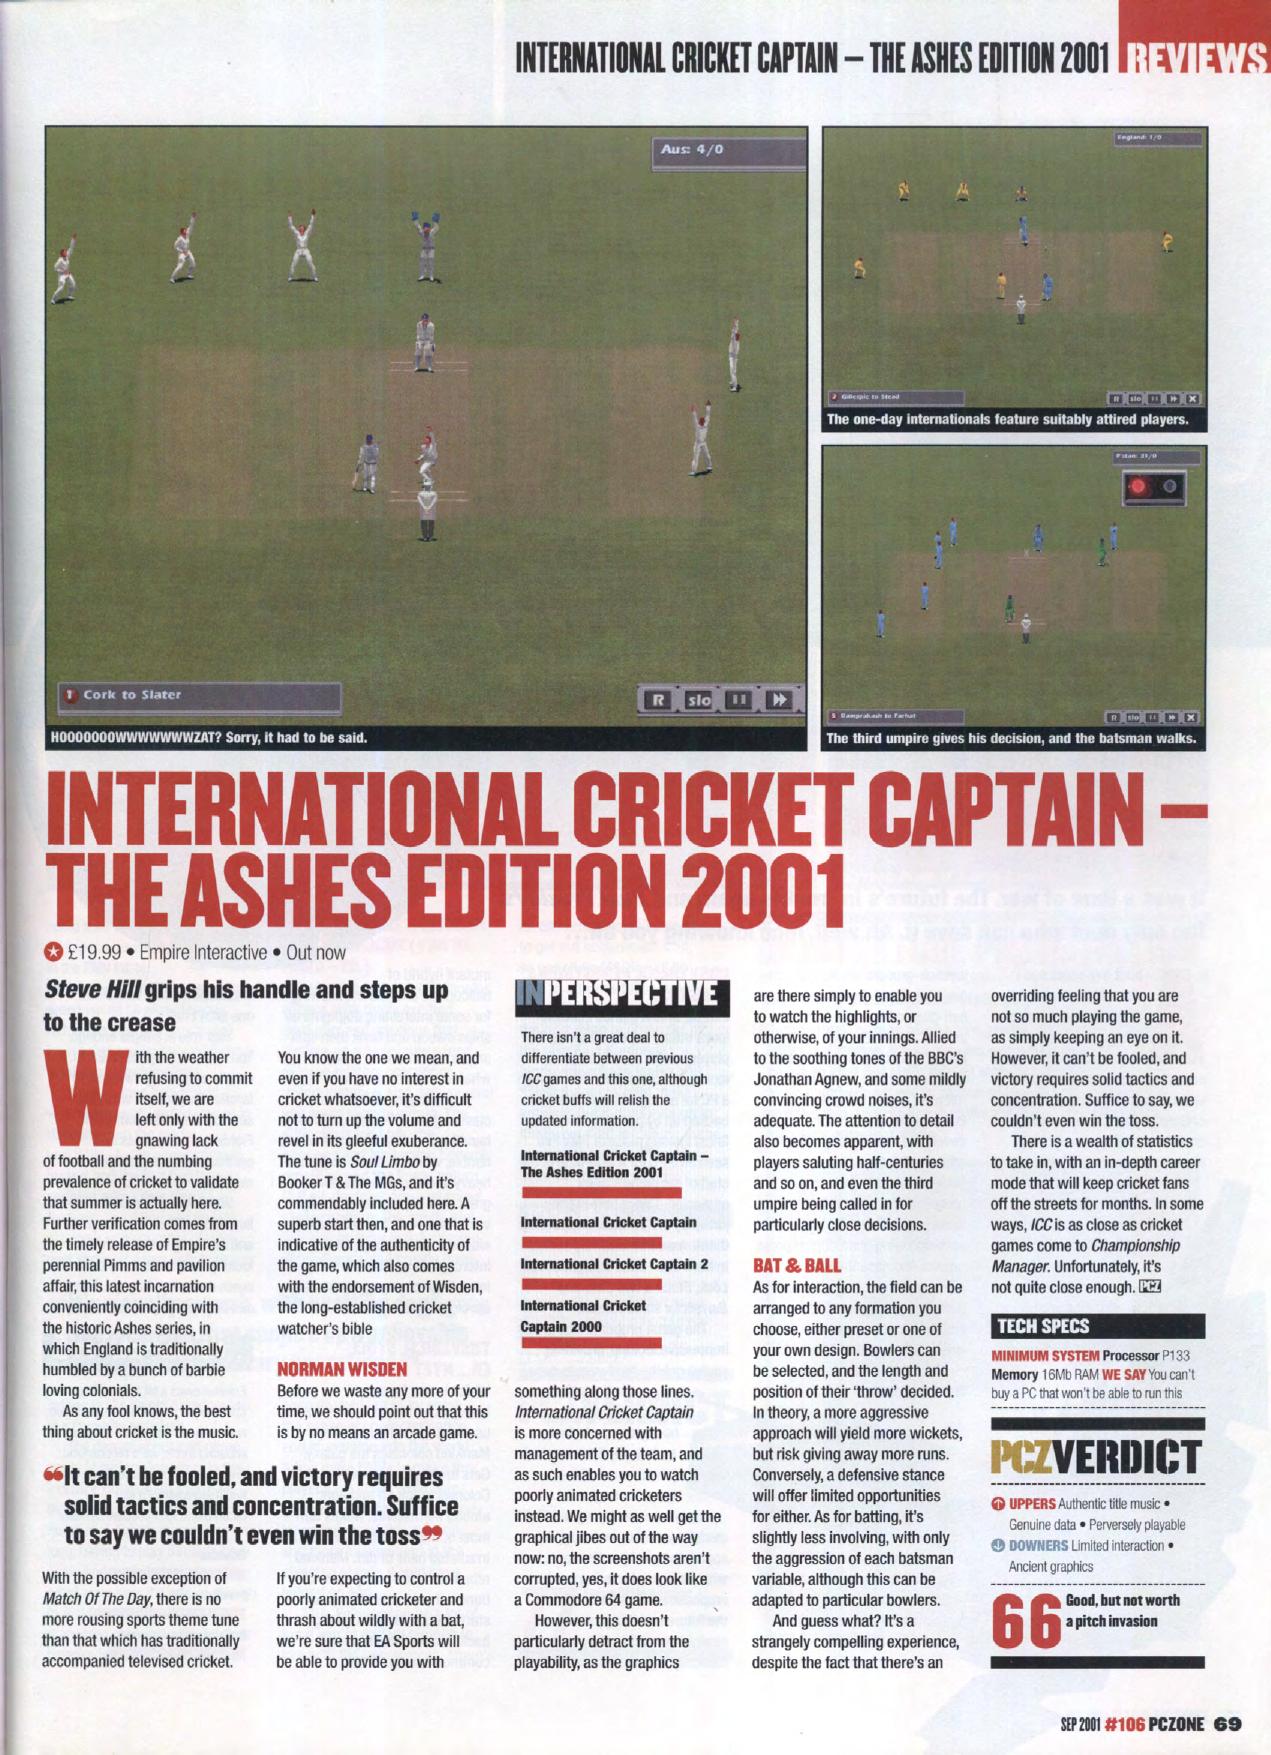 INTERNATIONAL CRICKET CAPTAIN – THE ASHES EDITION 2001 REVIEWS
Aus: 4/0
1 Cork to Slater
R slo
HOOOOOOOWWWWWWWZAT? Sorry, it had to be said.
England: 1/0
2 Gillespie to Stead
R slo
The one-day internationals feature suitably attired players.
P'stan: 31/0
5 Ramprakash to Farhat
R slo
The third umpire gives his decision, and the batsman walks.
INTERNATIONAL CRICKET CAPTAIN –
THE ASHES EDITION 2001
£19.99 • Empire Interactive • Out now
Steve Hill grips his handle and steps up
to the crease
With the weather
refusing to commit
itself, we are
left only with the
gnawing lack
of football and the numbing
prevalence of cricket to validate
that summer is actually here.
Further verification comes from
the timely release of Empire's
perennial Pimms and pavilion
affair, this latest incarnation
conveniently coinciding with
the historic Ashes series, in
which England is traditionally
humbled by a bunch of barbie
loving colonials.
As any fool knows, the best
thing about cricket is the music.
“It can't be fooled, and victory requires
solid tactics and concentration. Suffice
to say we couldn't even win the toss”
With the possible exception of
Match Of The Day, there is no
more rousing sports theme tune
than that which has traditionally
accompanied televised cricket.
You know the one we mean, and
even if you have no interest in
cricket whatsoever, it's difficult
not to turn up the volume and
revel in its gleeful exuberance.
The tune is Soul Limbo by
Booker T & The MGs, and it's
commendably included here. A
superb start then, and one that is
indicative of the authenticity of
the game, which also comes
with the endorsement of Wisden,
the long-established cricket
watcher's bible
NORMAN WISDEN
Before we waste any more of your
time, we should point out that this
is by no means an arcade game.
If you're expecting to control a
poorly animated cricketer and
thrash about wildly with a bat,
we're sure that EA Sports will
be able to provide you with
INPERSPECTIVE
There isn't a great deal to
differentiate between previous
ICC games and this one, although
cricket buffs will relish the
updated information.
International Cricket Captain –
The Ashes Edition 2001
International Cricket Captain
International Cricket Captain 2
International Cricket
Captain 2000
something along those lines.
International Cricket Captain
is more concerned with
management of the team, and
as such enables you to watch
poorly animated cricketers
instead. We might as well get the
graphical jibes out of the way
now: no, the screenshots aren't
corrupted, yes, it does look like
a Commodore 64 game.
However, this doesn't
particularly detract from the
playability, as the graphics
are there simply to enable you
to watch the highlights, or
otherwise, of your innings. Allied
to the soothing tones of the BBC's
Jonathan Agnew, and some mildly
convincing crowd noises, it's
adequate. The attention to detail
also becomes apparent, with
players saluting half-centuries
and so on, and even the third
umpire being called in for
particularly close decisions.
BAT & BALL
As for interaction, the field can be
arranged to any formation you
choose, either preset or one of
your own design. Bowlers can
be selected, and the length and
position of their 'throw' decided.
In theory, a more aggressive
approach will yield more wickets,
but risk giving away more runs.
Conversely, a defensive stance
will offer limited opportunities
for either. As for batting, it's
slightly less involving, with only
the aggression of each batsman
variable, although this can be
adapted to particular bowlers.
And guess what? It's a
strangely compelling experience,
despite the fact that there's an
overriding feeling that you are
not so much playing the game,
as simply keeping an eye on it.
However, it can't be fooled, and
victory requires solid tactics and
concentration. Suffice to say, we
couldn't even win the toss.
There is a wealth of statistics
to take in, with an in-depth career
mode that will keep cricket fans
off the streets for months. In some
ways, ICC is as close as cricket
games come to Championship
Manager. Unfortunately, it's
not quite close enough. PCZ
TECH SPECS
MINIMUM SYSTEM Processor P133
Memory 16Mb RAM WE SAY You can't
buy a PC that won't be able to run this
PCZVERDICT
UPPERS Authentic title music •
Genuine data • Perversely playable
DOWNERS Limited interaction •
Ancient graphics
66 Good, but not worth
a pitch invasion
SEP 2001 #106 PCZONE 69